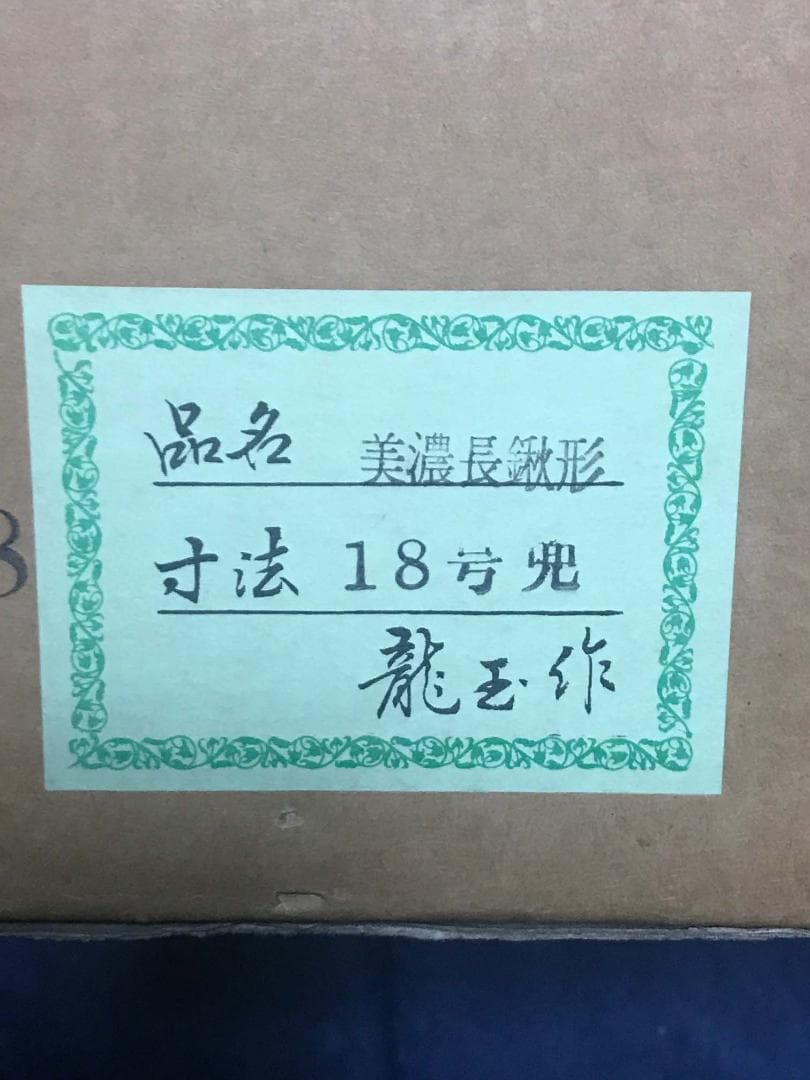 品名 美濃長鍬形
寸法 18号兜
龍玉作